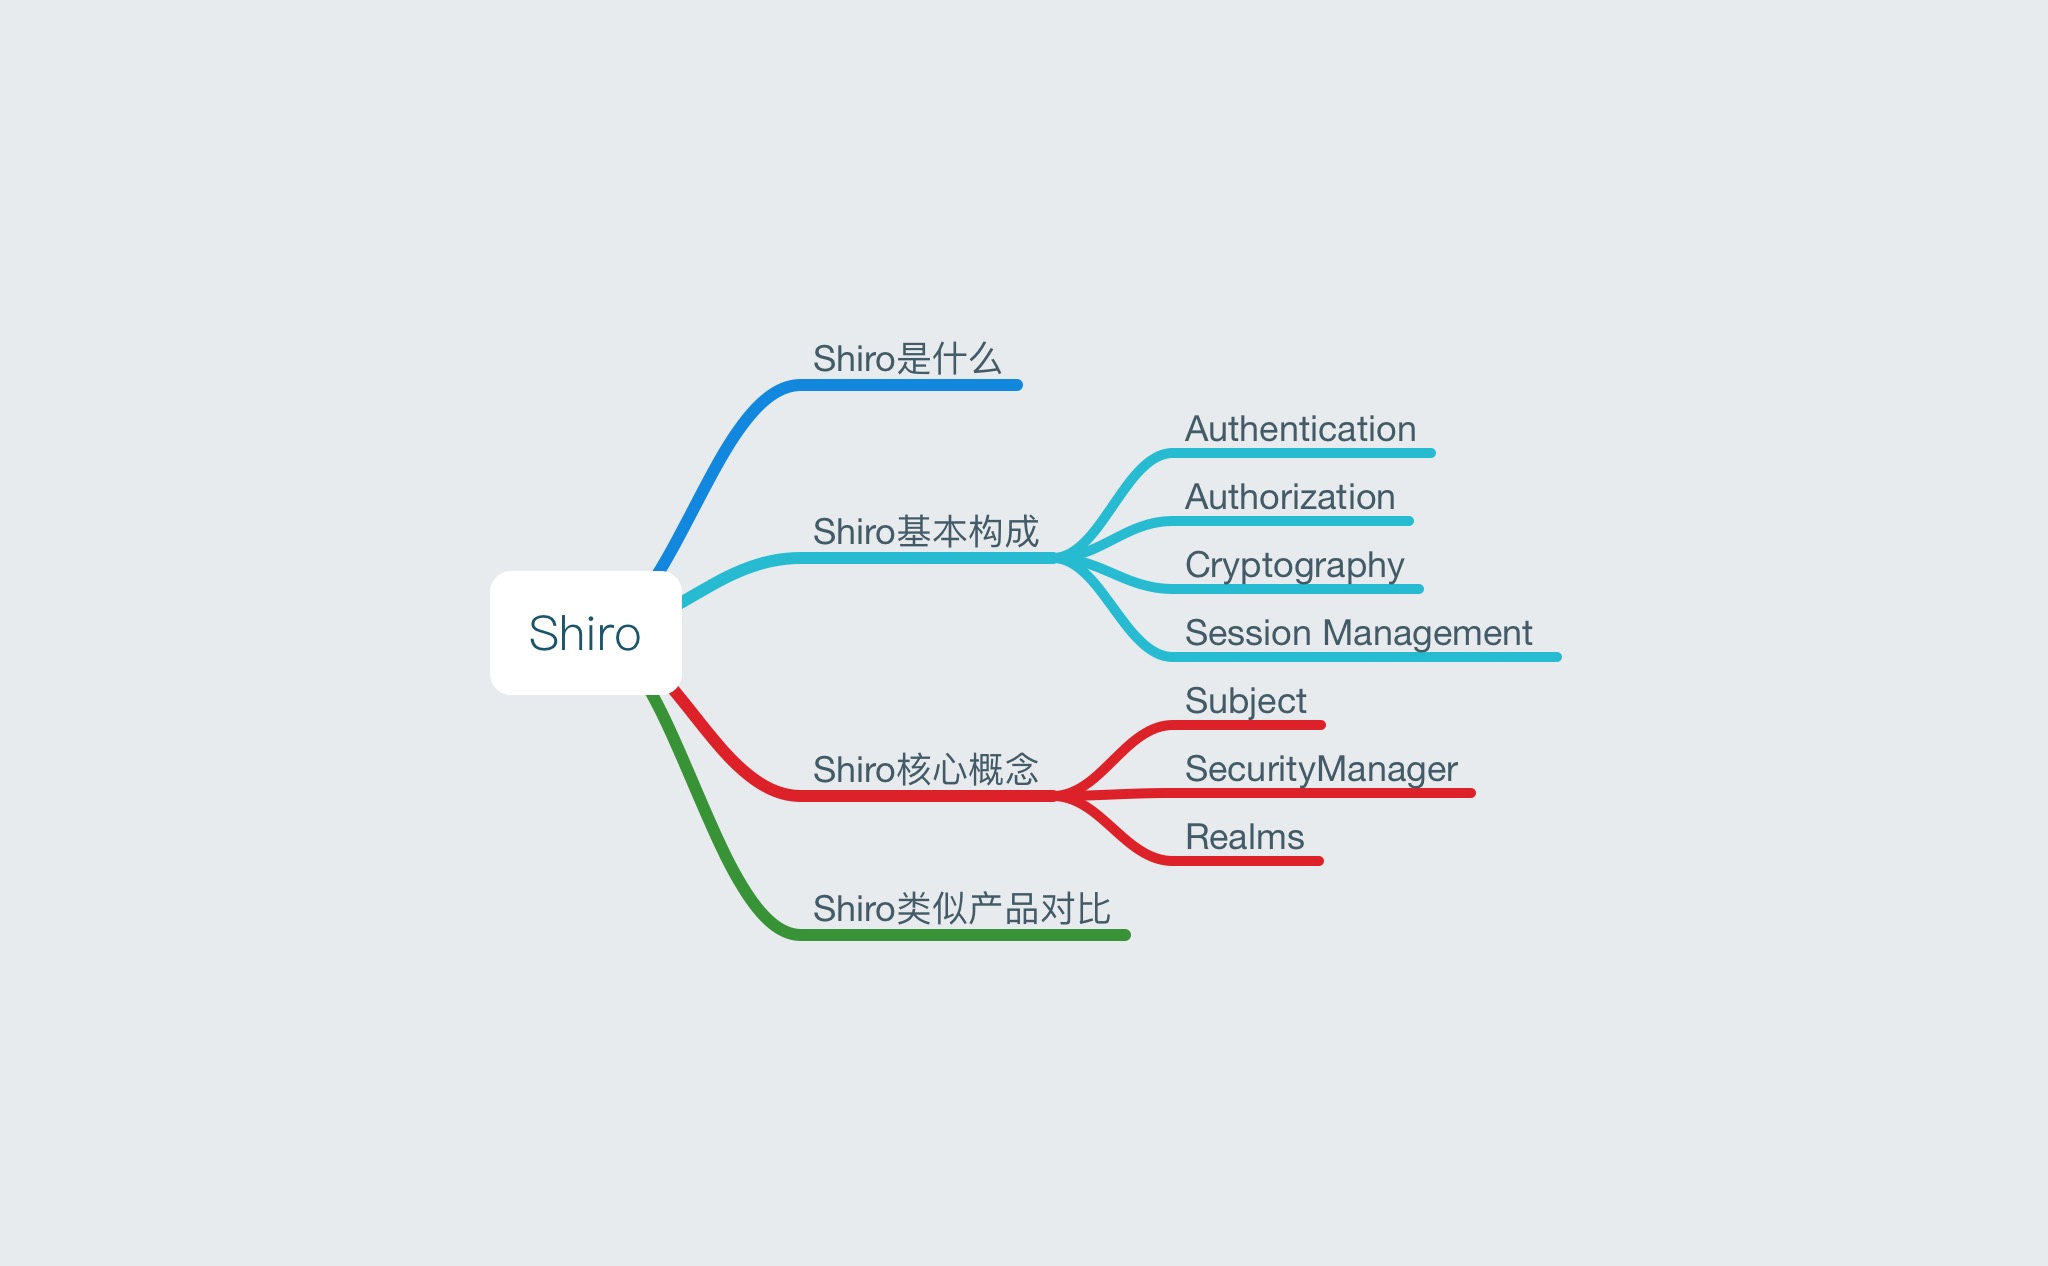 Shiro
Shiro是什么
Shiro基本构成
Authentication
Authorization
Cryptography
Session Management
Shiro核心概念
Subject
SecurityManager
Realms
Shiro类似产品对比